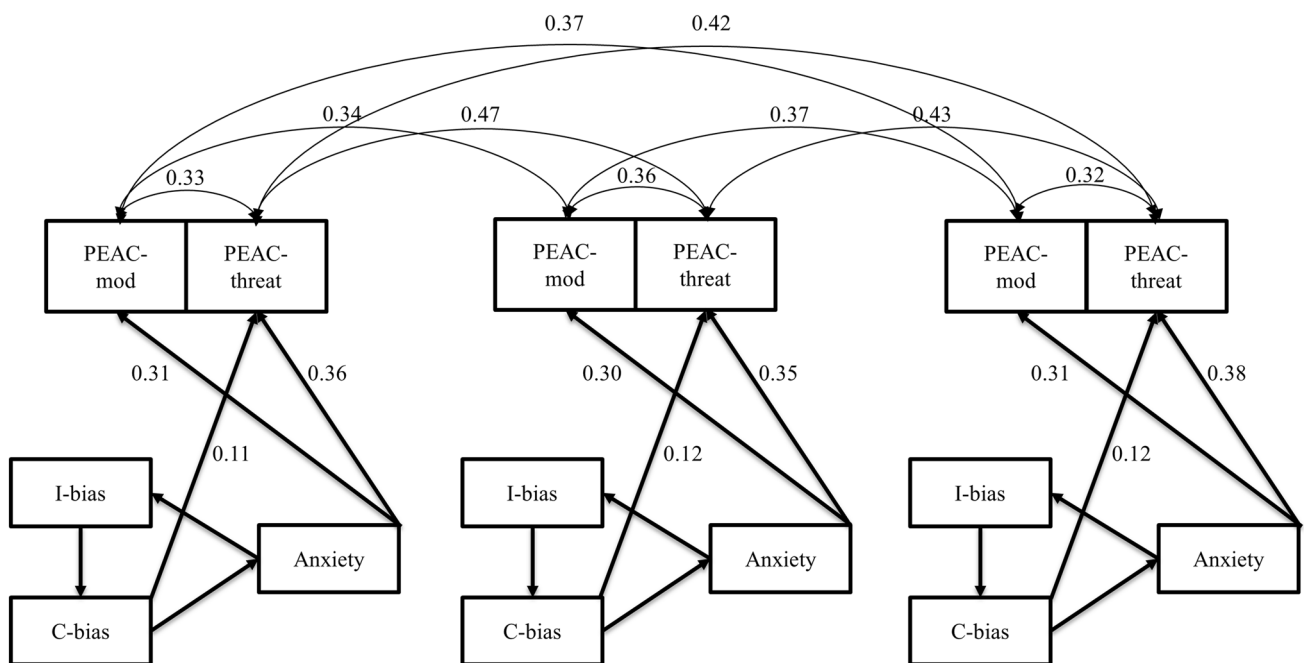 0.37
0.42
0.34
0.47
0.37
0.43
0.33
0.36
0.32
PEAC-
mod
PEAC-
threat
PEAC-
mod
PEAC-
threat
PEAC-
mod
PEAC-
threat
0.31
0.36
0.30
0.35
0.31
0.38
0.11
0.12
0.12
I-bias
I-bias
I-bias
Anxiety
Anxiety
Anxiety
C-bias
C-bias
C-bias